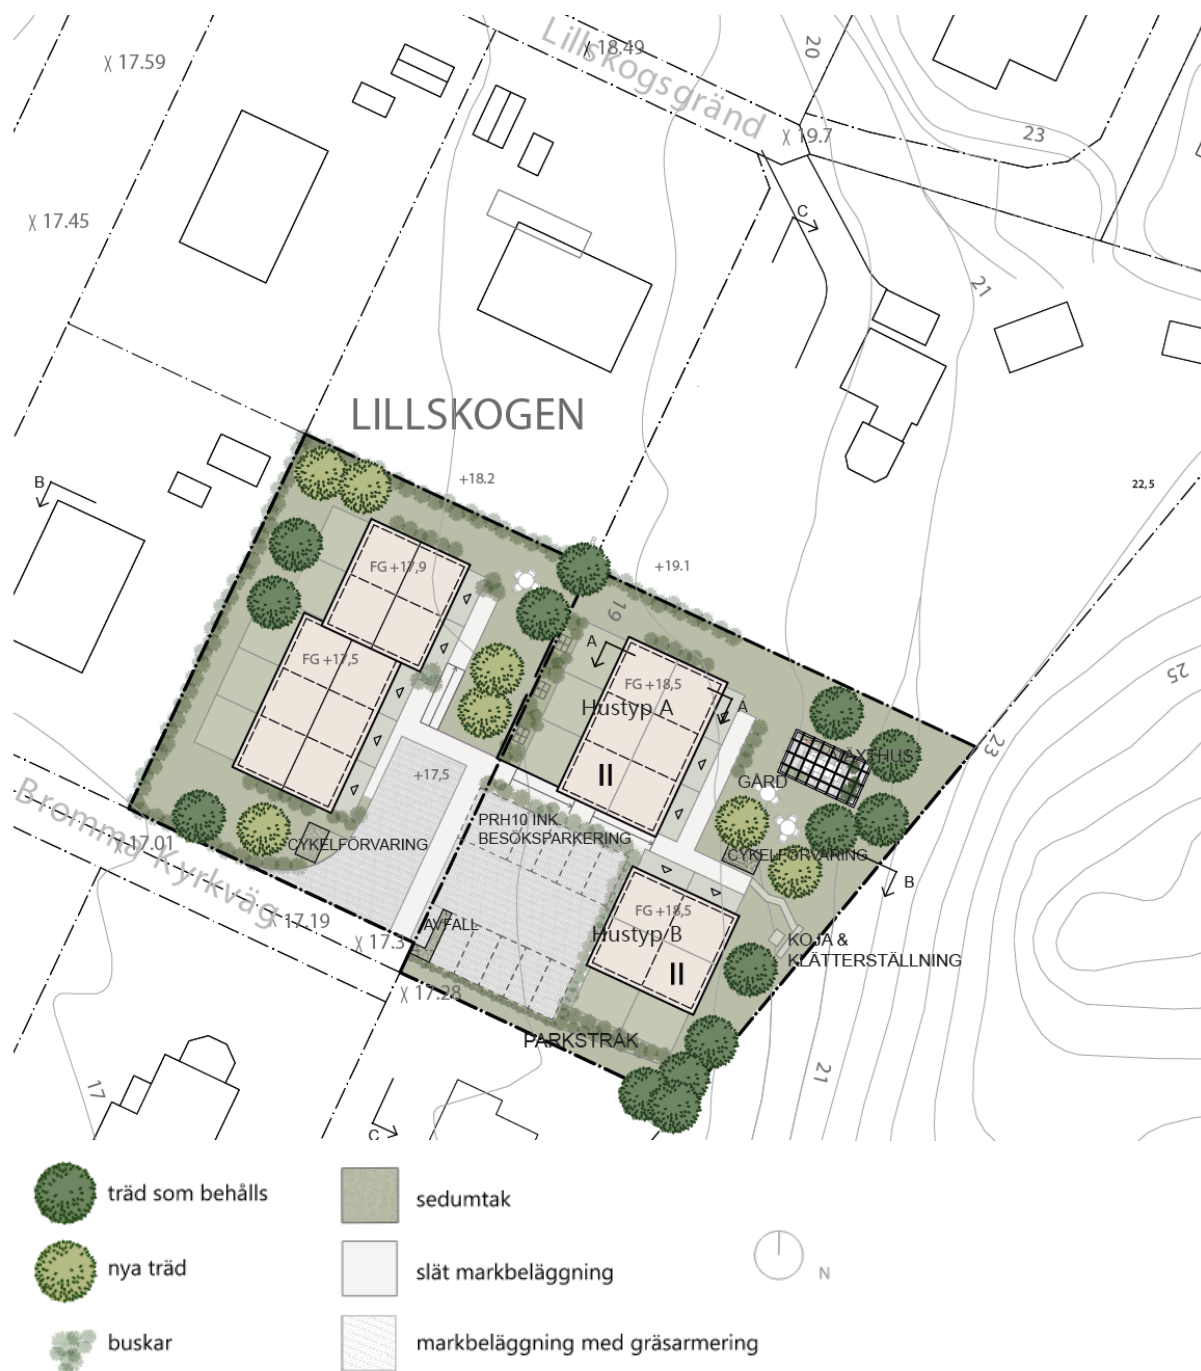 Lillskogsgränd
18.49
17.59
20
19.7
23
17.45
C
21
LILLSKOGEN
+18.2
B
22,5
FG +17,9
+19.1
19
A
FG +17,5
FG +18,5
A
Hustyp A
25
23
VÄXTHUS
+17,5
II
GÅRD
Bromma Kyrkväg
17.01
PRH10 INK.
BESÖKSPARKERING
CYKELFÖRVARING
CYKELFÖRVARING
B
FG +18,5
17.19
AVFALL
Hustyp B
17.3
KOJA &
KLÄTTERSTÄLLNING
II
17.28
PARKSTRÅK
21
17
C
träd som behålls
sedumtak
nya träd
slät markbeläggning
N
buskar
markbeläggning med gräsarmering